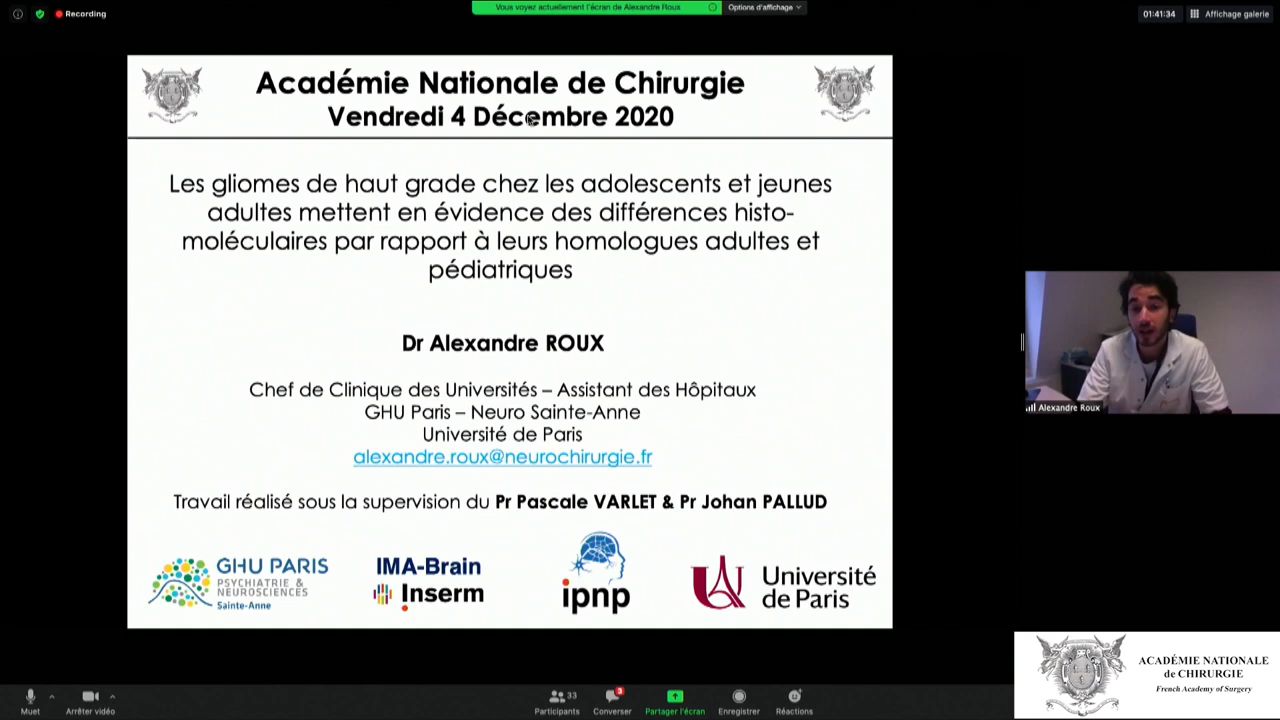 Recording
Vous voyez actuellement l'écran de Alexandre Roux
Options d'affichage
01:41:34
Affichage galerie
Académie Nationale de Chirurgie
Vendredi 4 Décembre 2020
Les gliomes de haut grade chez les adolescents et jeunes
adultes mettent en évidence des différences histo-
moléculaires par rapport à leurs homologues adultes et
pédiatriques
Dr Alexandre ROUX
Chef de Clinique des Universités – Assistant des Hôpitaux
GHU Paris – Neuro Sainte-Anne
Université de Paris
alexandre.roux@neurochirurgie.fr
Travail réalisé sous la supervision du Pr Pascale VARLET & Pr Johan PALLUD
GHU PARIS
PSYCHIATRIE &
NEUROSCIENCES
Sainte-Anne
IMA-Brain
Inserm
ipnp
Université
de Paris
Alexandre Roux
ACADÉMIE NATIONALE
de CHIRURGIE
French Academy of Surgery
Muet
Arrêter vidéo
33
Participants
3
Converser
Partager l'écran
Enregistrer
Réactions